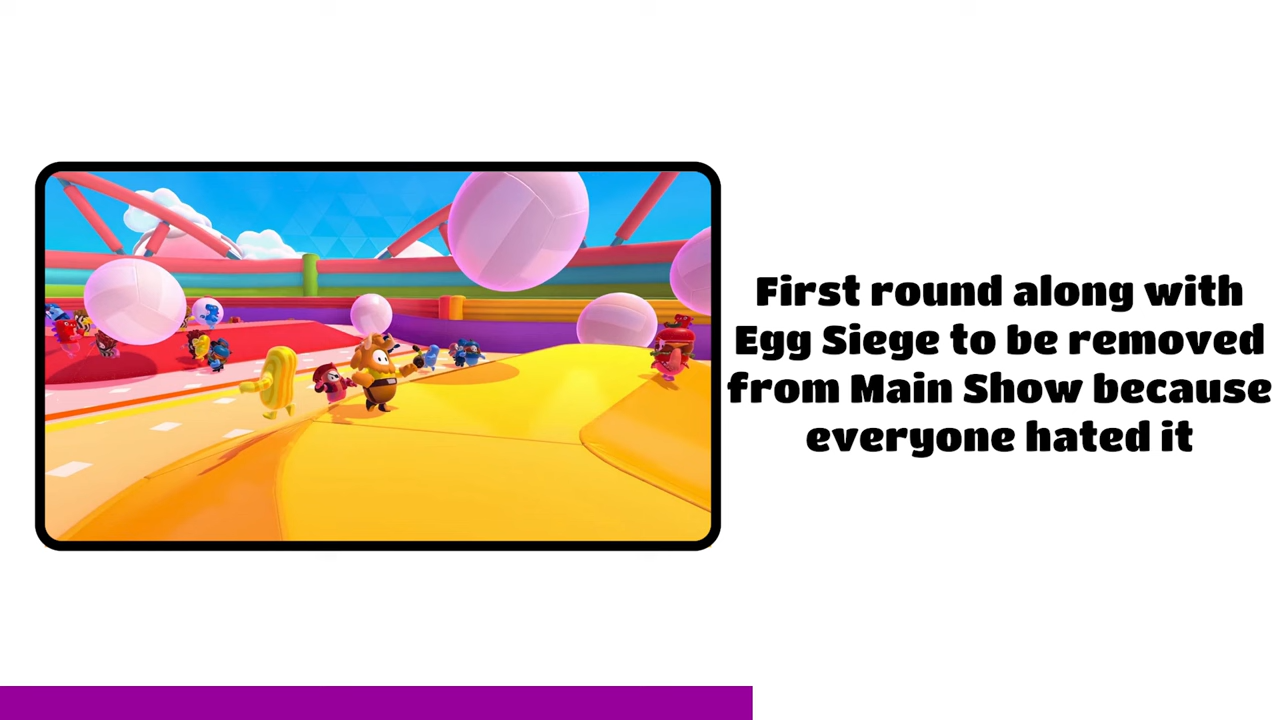 First round along with
Egg Siege to be removed
from Main Show because
everyone hated it